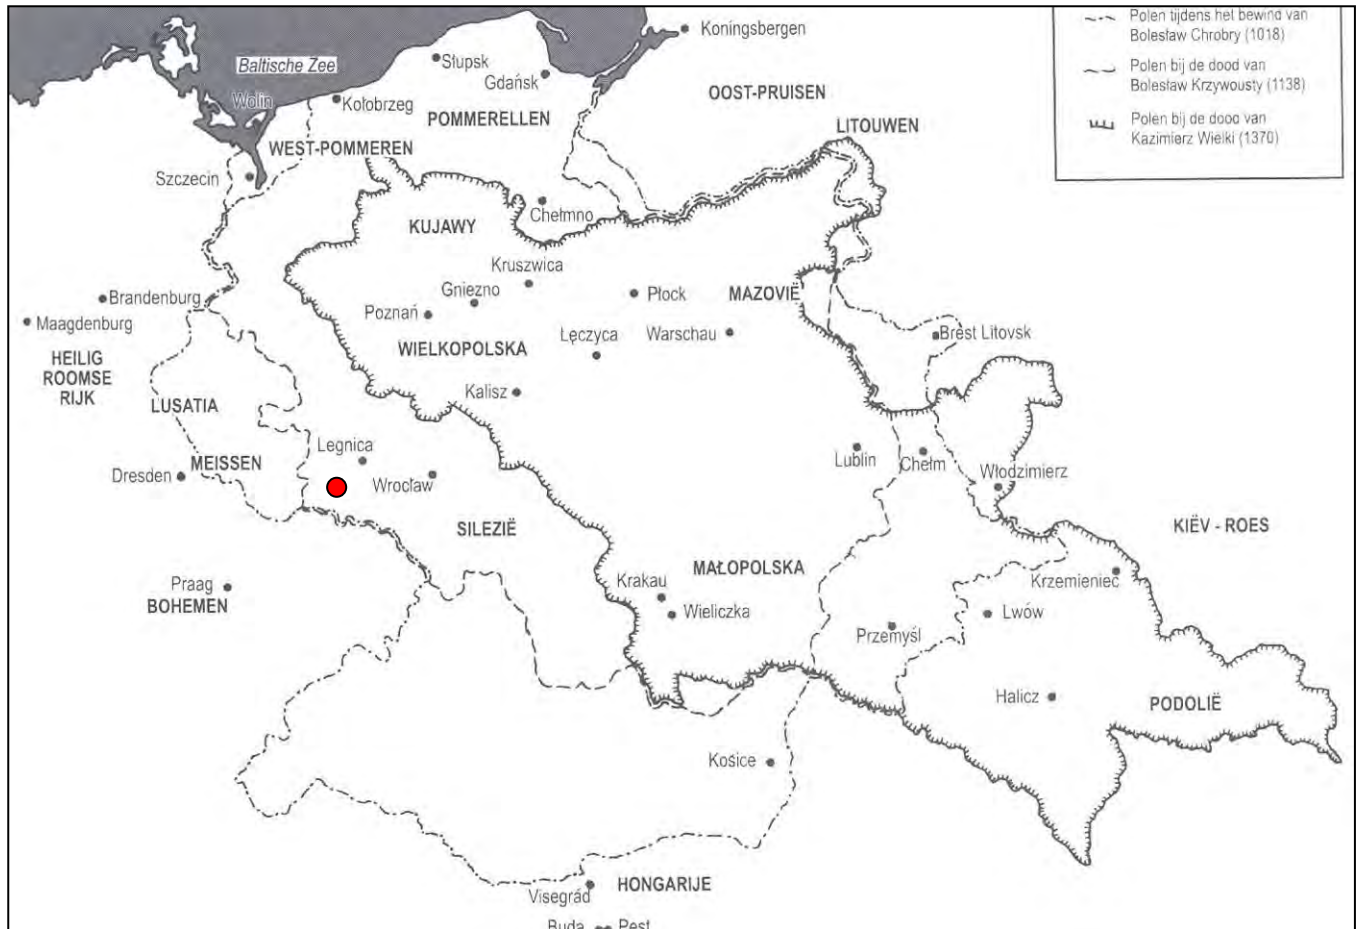 Polen tijdens het bewind van
Bolesław Chrobry (1018)
Polen bij de dood van
Bolesław Krzywousty (1138)
Polen bij de dood van
Kazimierz Wielki (1370)
Koningsbergen
Słupsk
Baltische Zee
Gdańsk
OOST-PRUISEN
Wolin
Kołobrzeg
POMMERELLEN
LITOUWEN
WEST-POMMEREN
Szczecin
Chełmno
KUJAWY
Kruszwica
Gniezno
Płock
MAZOVIË
Brandenburg
Poznań
Maagdenburg
Łęczyca
Warschau
Brest Litovsk
WIELKOPOLSKA
HEILIG
ROOMSE
RIJK
Kalisz
LUSATIA
Legnica
Lublin
Chełm
MEISSEN
Dresden
Wrocław
Włodzimierz
SILEZIË
KIËV - ROES
MAŁOPOLSKA
Praag
Krakau
Krzemieniec
BOHEMEN
Wieliczka
Lwów
Przemyśl
Halicz
PODOLIË
Košice
HONGARIJE
Visegrád
Buda
Pest